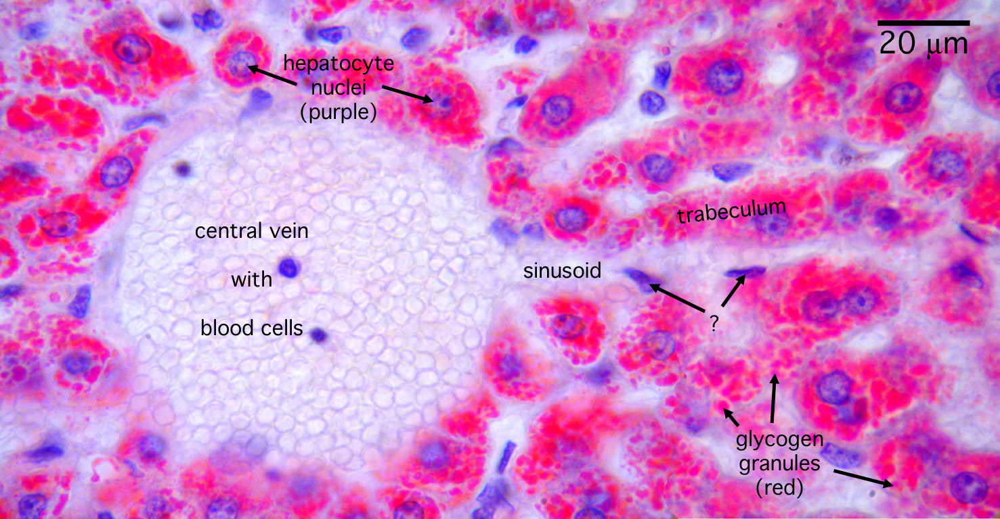 20 μm
hepatocyte
nuclei
(purple)
trabeculum
central vein
with
blood cells
sinusoid
?
glycogen
granules
(red)